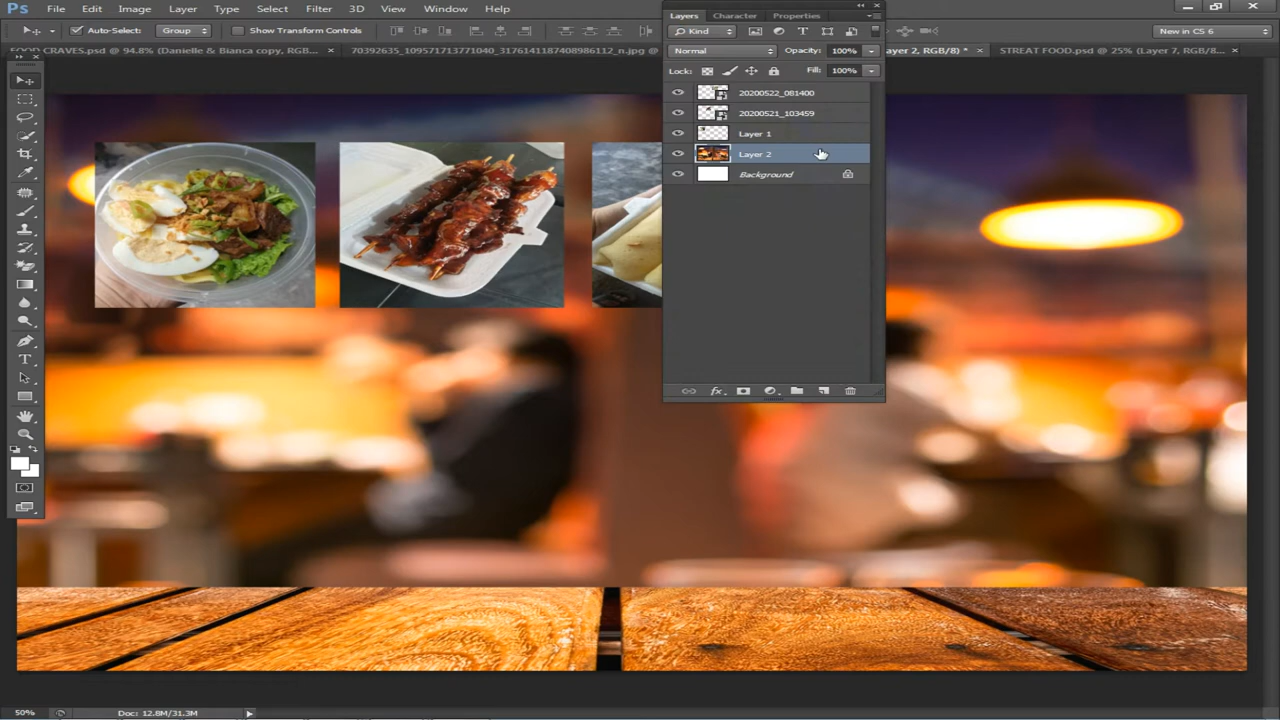 Ps File Edit Image Layer Type Select Filter 3D View Window Help
Auto-Select: Group Show Transform Controls New in CS 6
FOOD CRAVES.psd @ 94.8% (Danielle & Bianca copy, RGB... × 70392635_109571713771040_3176141187408986112_n.jpg @ ayer 2, RGB/8) * × STREAT FOOD.psd @ 25% (Layer 7, RGB/8... ×
Layers Character Properties
Kind
Normal Opacity: 100%
Lock: Fill: 100%
20200522_081400
20200521_103459
Layer 1
Layer 2
Background
fx
50% Doc: 12.8M/31.3M